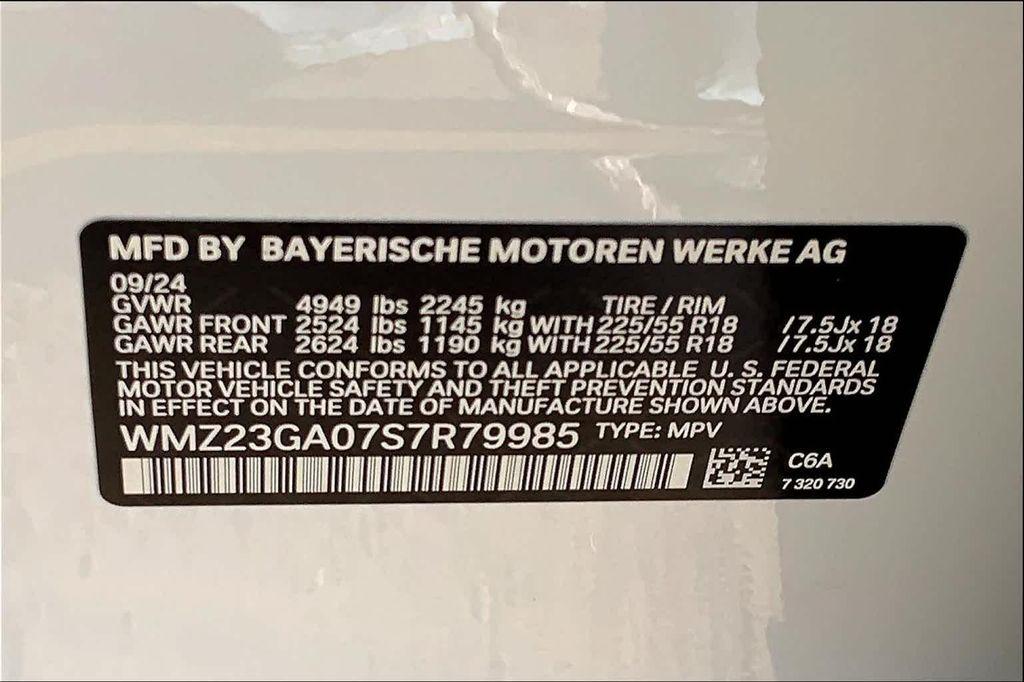 MFD BY BAYERISCHE MOTOREN WERKE AG
09/24
GVWR 4949 lbs 2245 kg TIRE / RIM
GAWR FRONT 2524 lbs 1145 kg WITH 225/55 R18 /7.5Jx 18
GAWR REAR 2624 lbs 1190 kg WITH 225/55 R18 /7.5Jx 18
THIS VEHICLE CONFORMS TO ALL APPLICABLE U. S. FEDERAL
MOTOR VEHICLE SAFETY AND THEFT PREVENTION STANDARDS
IN EFFECT ON THE DATE OF MANUFACTURE SHOWN ABOVE.
WMZ23GA07S7R79985 TYPE: MPV
C6A
7 320 730